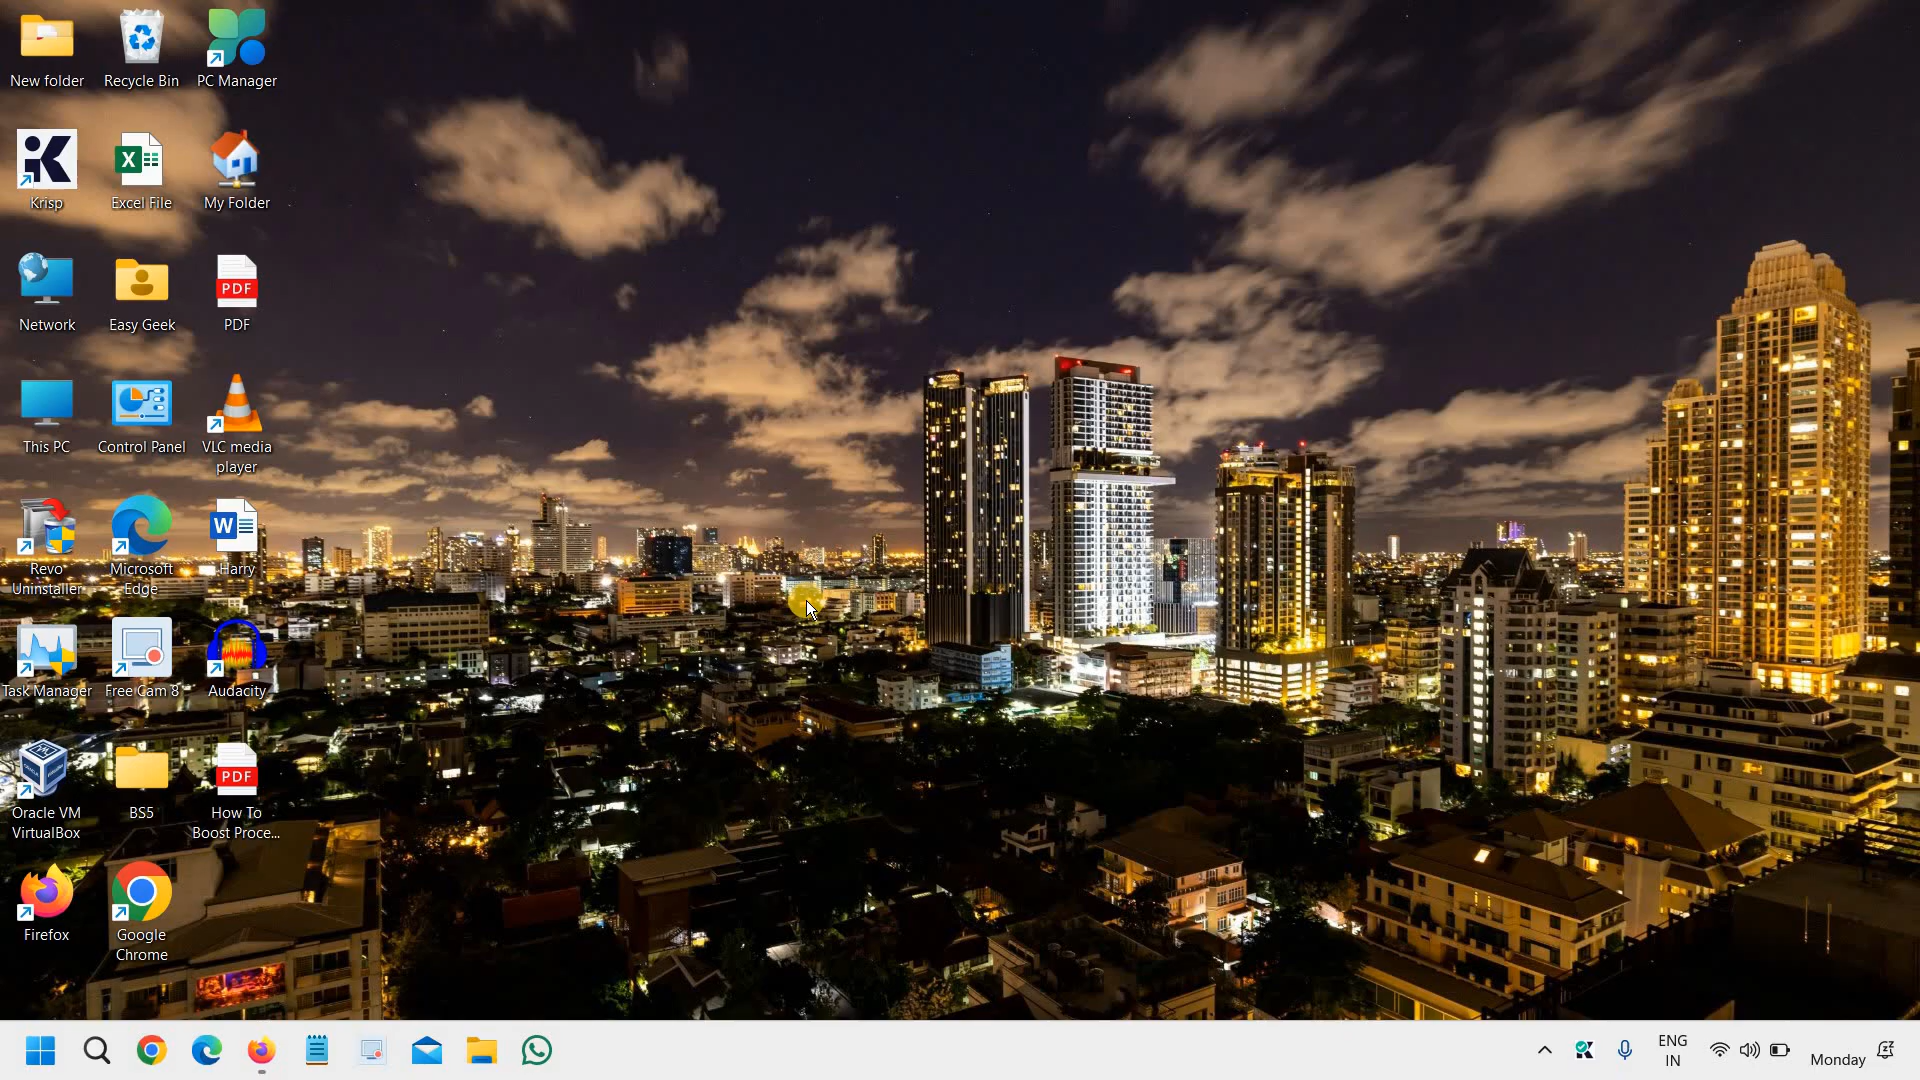 New folder
Recycle Bin
PC Manager
Krisp
Excel File
My Folder
Network
Easy Geek
PDF
PDF
This PC
Control Panel
VLC media
player
Revo
Uninstaller
Microsoft
Edge
Harry
Task Manager
Free Cam 8
Audacity
Oracle VM
VirtualBox
BS5
PDF
How To
Boost Proce...
Firefox
Google
Chrome
ENG
IN
Monday